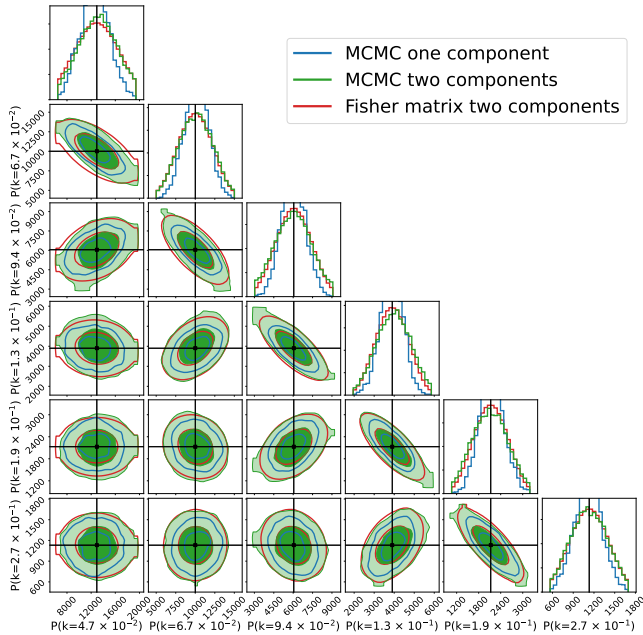 MCMC one component
MCMC two components
Fisher matrix two components
P(k=6.7 × 10⁻²)
15000
12500
10000
7500
5000
P(k=9.4 × 10⁻²)
9000
7500
6000
4500
3000
P(k=1.3 × 10⁻¹)
6000
5000
4000
3000
2000
P(k=1.9 × 10⁻¹)
3000
2400
1800
1200
P(k=2.7 × 10⁻¹)
1800
1500
1200
900
600
8000 12000 16000 20000 5000 7500 10000 12500 15000 3000 4500 6000 7500 9000 2000 3000 4000 5000 6000 1200 1800 2400 3000 600 900 1200 1500 1800
P(k=4.7 × 10⁻²) P(k=6.7 × 10⁻²) P(k=9.4 × 10⁻²) P(k=1.3 × 10⁻¹) P(k=1.9 × 10⁻¹) P(k=2.7 × 10⁻¹)